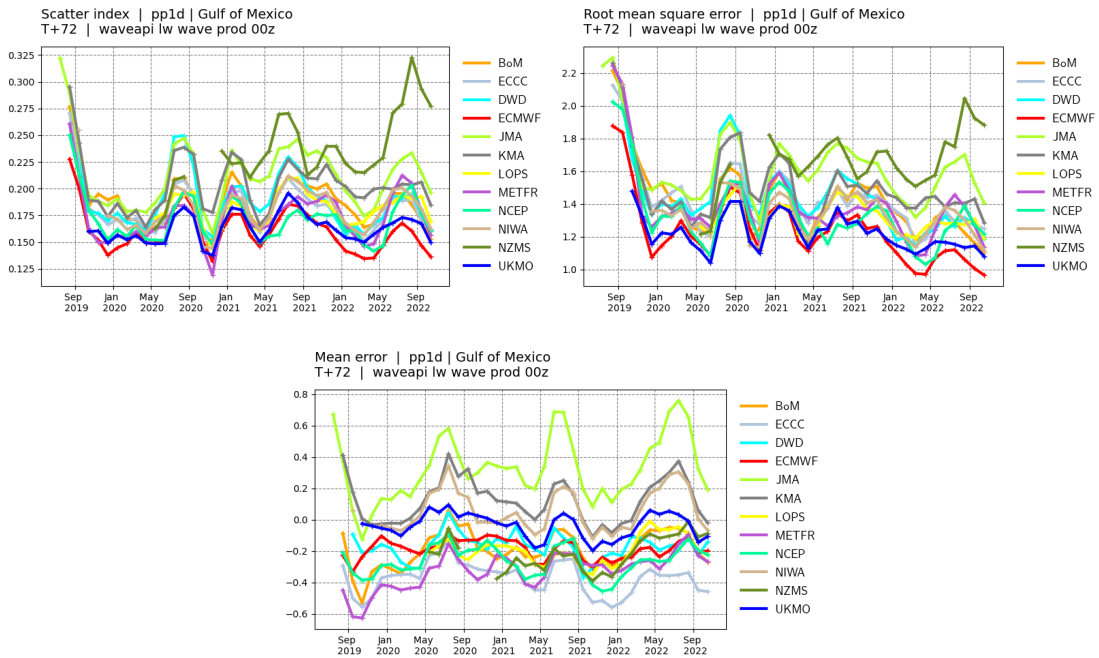 Scatter index | pp1d | Gulf of Mexico
T+72 | waveapi lw wave prod 00z
0.325
0.300
0.275
0.250
0.225
0.200
0.175
0.150
0.125
Sep Jan May Sep Jan May Sep Jan May Sep
2019 2020 2020 2020 2021 2021 2021 2022 2022 2022
BoM
ECCC
DWD
ECMWF
JMA
KMA
LOPS
METFR
NCEP
NIWA
NZMS
UKMO
Root mean square error | pp1d | Gulf of Mexico
T+72 | waveapi lw wave prod 00z
2.2
2.0
1.8
1.6
1.4
1.2
1.0
Sep Jan May Sep Jan May Sep Jan May Sep
2019 2020 2020 2020 2021 2021 2021 2022 2022 2022
BoM
ECCC
DWD
ECMWF
JMA
KMA
LOPS
METFR
NCEP
NIWA
NZMS
UKMO
Mean error | pp1d | Gulf of Mexico
T+72 | waveapi lw wave prod 00z
0.8
0.6
0.4
0.2
0.0
−0.2
−0.4
−0.6
Sep Jan May Sep Jan May Sep Jan May Sep
2019 2020 2020 2020 2021 2021 2021 2022 2022 2022
BoM
ECCC
DWD
ECMWF
JMA
KMA
LOPS
METFR
NCEP
NIWA
NZMS
UKMO